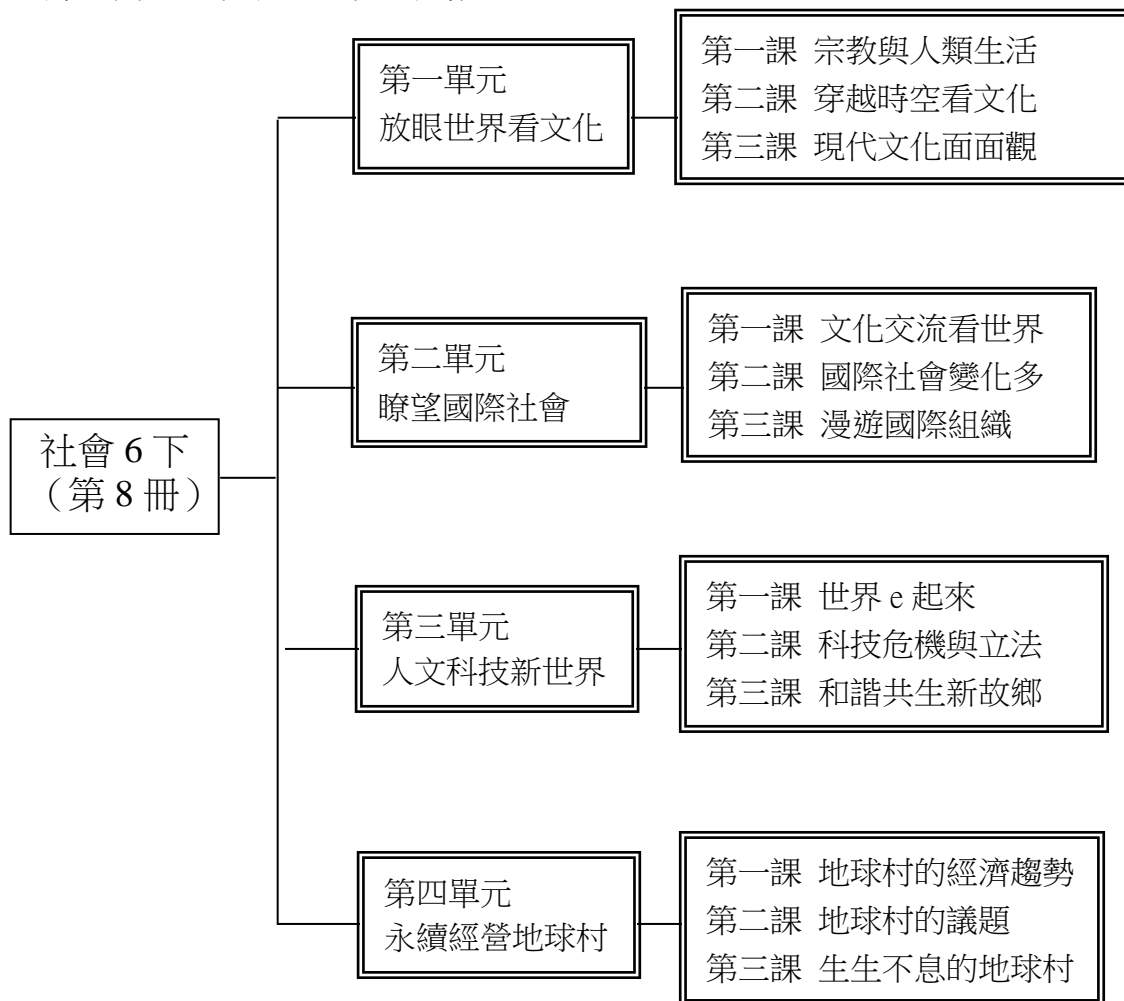 社會 6 下
（第 8 冊）
第一單元
放眼世界看文化
第一課 宗教與人類生活
第二課 穿越時空看文化
第三課 現代文化面面觀
第二單元
瞭望國際社會
第一課 文化交流看世界
第二課 國際社會變化多
第三課 漫遊國際組織
第三單元
人文科技新世界
第一課 世界 e 起來
第二課 科技危機與立法
第三課 和諧共生新故鄉
第四單元
永續經營地球村
第一課 地球村的經濟趨勢
第二課 地球村的議題
第三課 生生不息的地球村